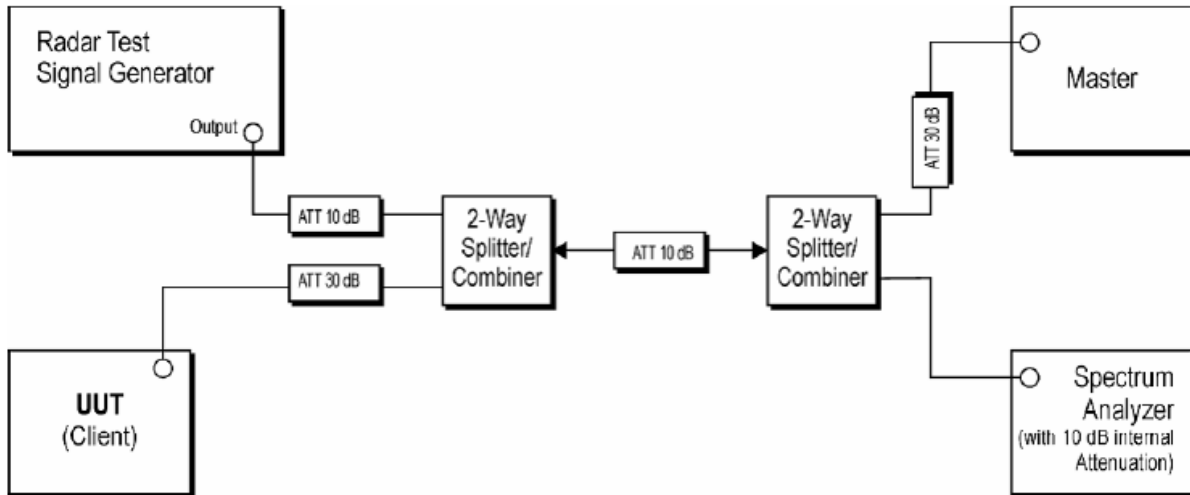 Radar Test
Signal Generator
Output
Master
ATT 30 dB
ATT 10 dB
2-Way
Splitter/
Combiner
ATT 10 dB
2-Way
Splitter/
Combiner
ATT 30 dB
UUT
(Client)
Spectrum
Analyzer
(with 10 dB internal
Attenuation)